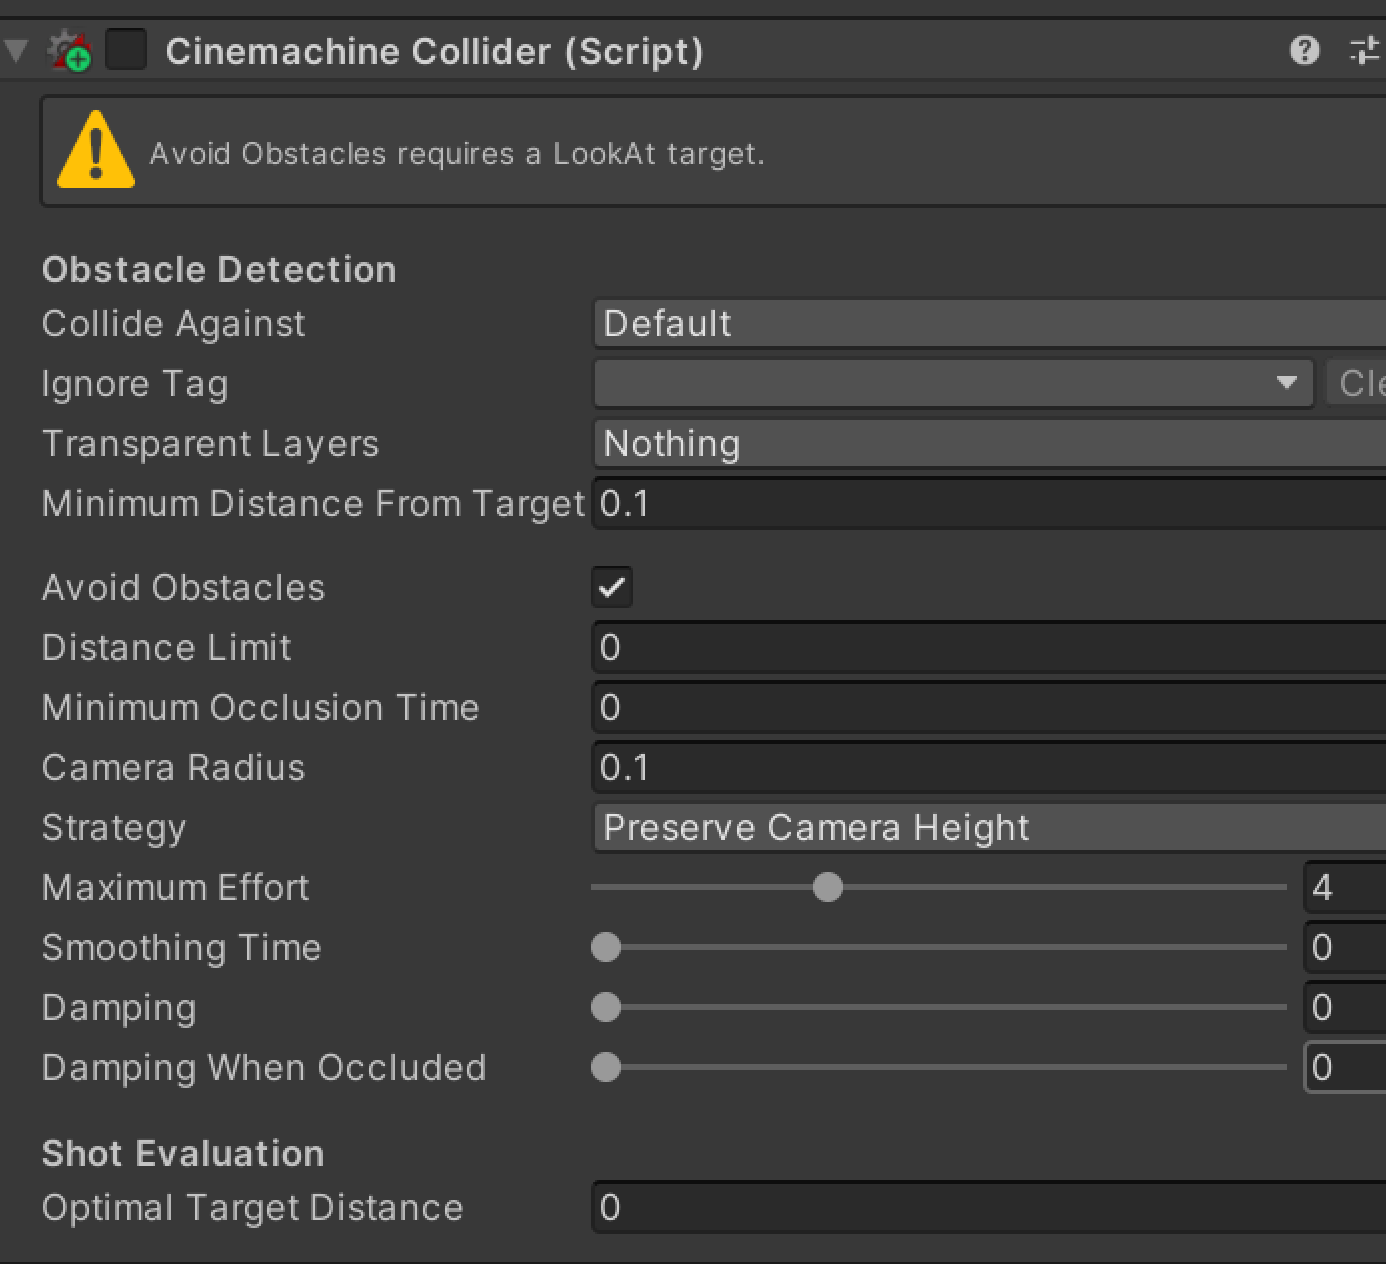 Cinemachine Collider (Script)
Avoid Obstacles requires a LookAt target.
Obstacle Detection
Collide Against Default
Ignore Tag Cle
Transparent Layers Nothing
Minimum Distance From Target 0.1
Avoid Obstacles
Distance Limit 0
Minimum Occlusion Time 0
Camera Radius 0.1
Strategy Preserve Camera Height
Maximum Effort 4
Smoothing Time 0
Damping 0
Damping When Occluded 0
Shot Evaluation
Optimal Target Distance 0